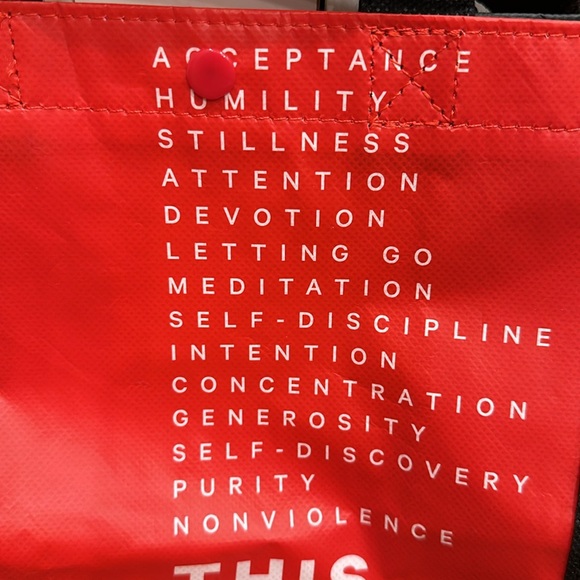 ACCEPTANCE
HUMILITY
STILLNESS
ATTENTION
DEVOTION
LETTING GO
MEDITATION
SELF-DISCIPLINE
INTENTION
CONCENTRATION
GENEROSITY
SELF-DISCOVERY
PURITY
NONVIOLENCE
THIS